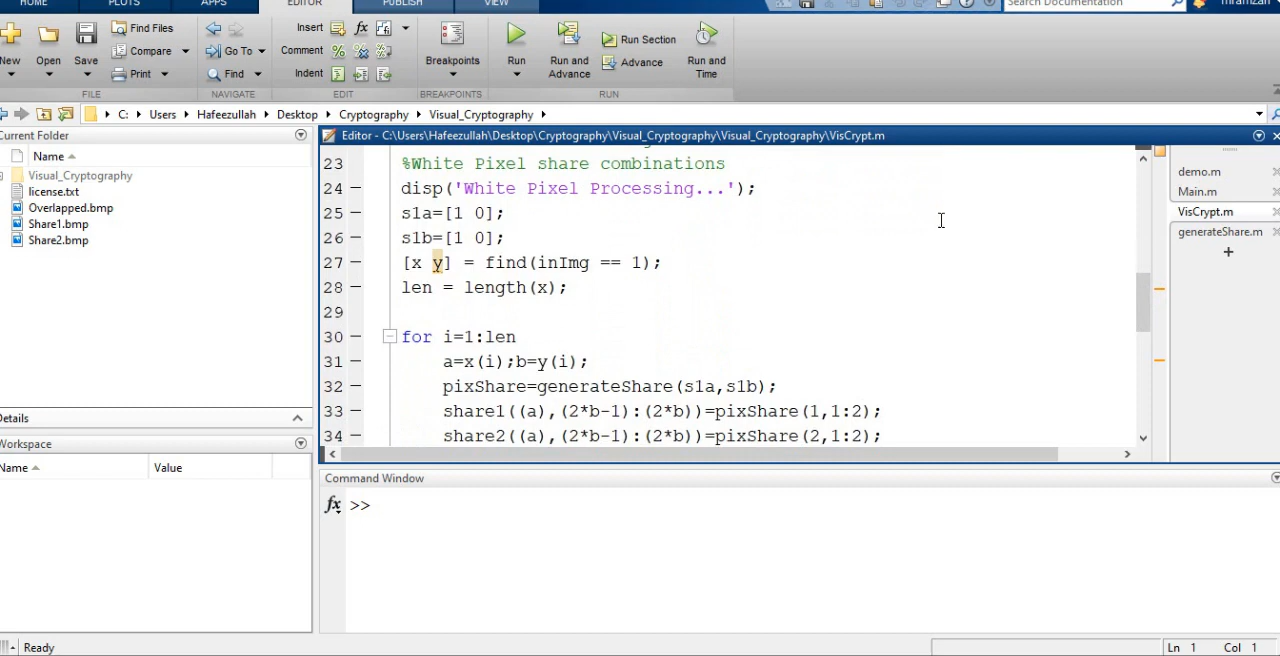 HOME PLOTS APPS EDITOR PUBLISH VIEW
Search Documentation
New
Open
Save
Find Files
Compare
Print
FILE
Go To
Find
NAVIGATE
Insert fx
Comment %
Indent
EDIT
Breakpoints
BREAKPOINTS
Run
Run and
Advance
Run Section
Advance
Run and
Time
RUN
C: Users Hafeezullah Desktop Cryptography Visual_Cryptography
Current Folder
Name
Visual_Cryptography
license.txt
Overlapped.bmp
Share1.bmp
Share2.bmp
Details
Workspace
Name Value
Editor - C:\Users\Hafeezullah\Desktop\Cryptography\Visual_Cryptography\Visual_Cryptography\VisCrypt.m
23 %White Pixel share combinations
24 – disp('White Pixel Processing...');
25 – s1a=[1 0];
26 – s1b=[1 0];
27 – [x y] = find(inImg == 1);
28 – len = length(x);
29
30 – for i=1:len
31 – a=x(i);b=y(i);
32 – pixShare=generateShare(s1a,s1b);
33 – share1((a),(2*b-1):(2*b))=pixShare(1,1:2);
34 – share2((a),(2*b-1):(2*b))=pixShare(2,1:2);
demo.m
Main.m
VisCrypt.m
generateShare.m
+
Command Window
fx >>
Ready
Ln 1 Col 1